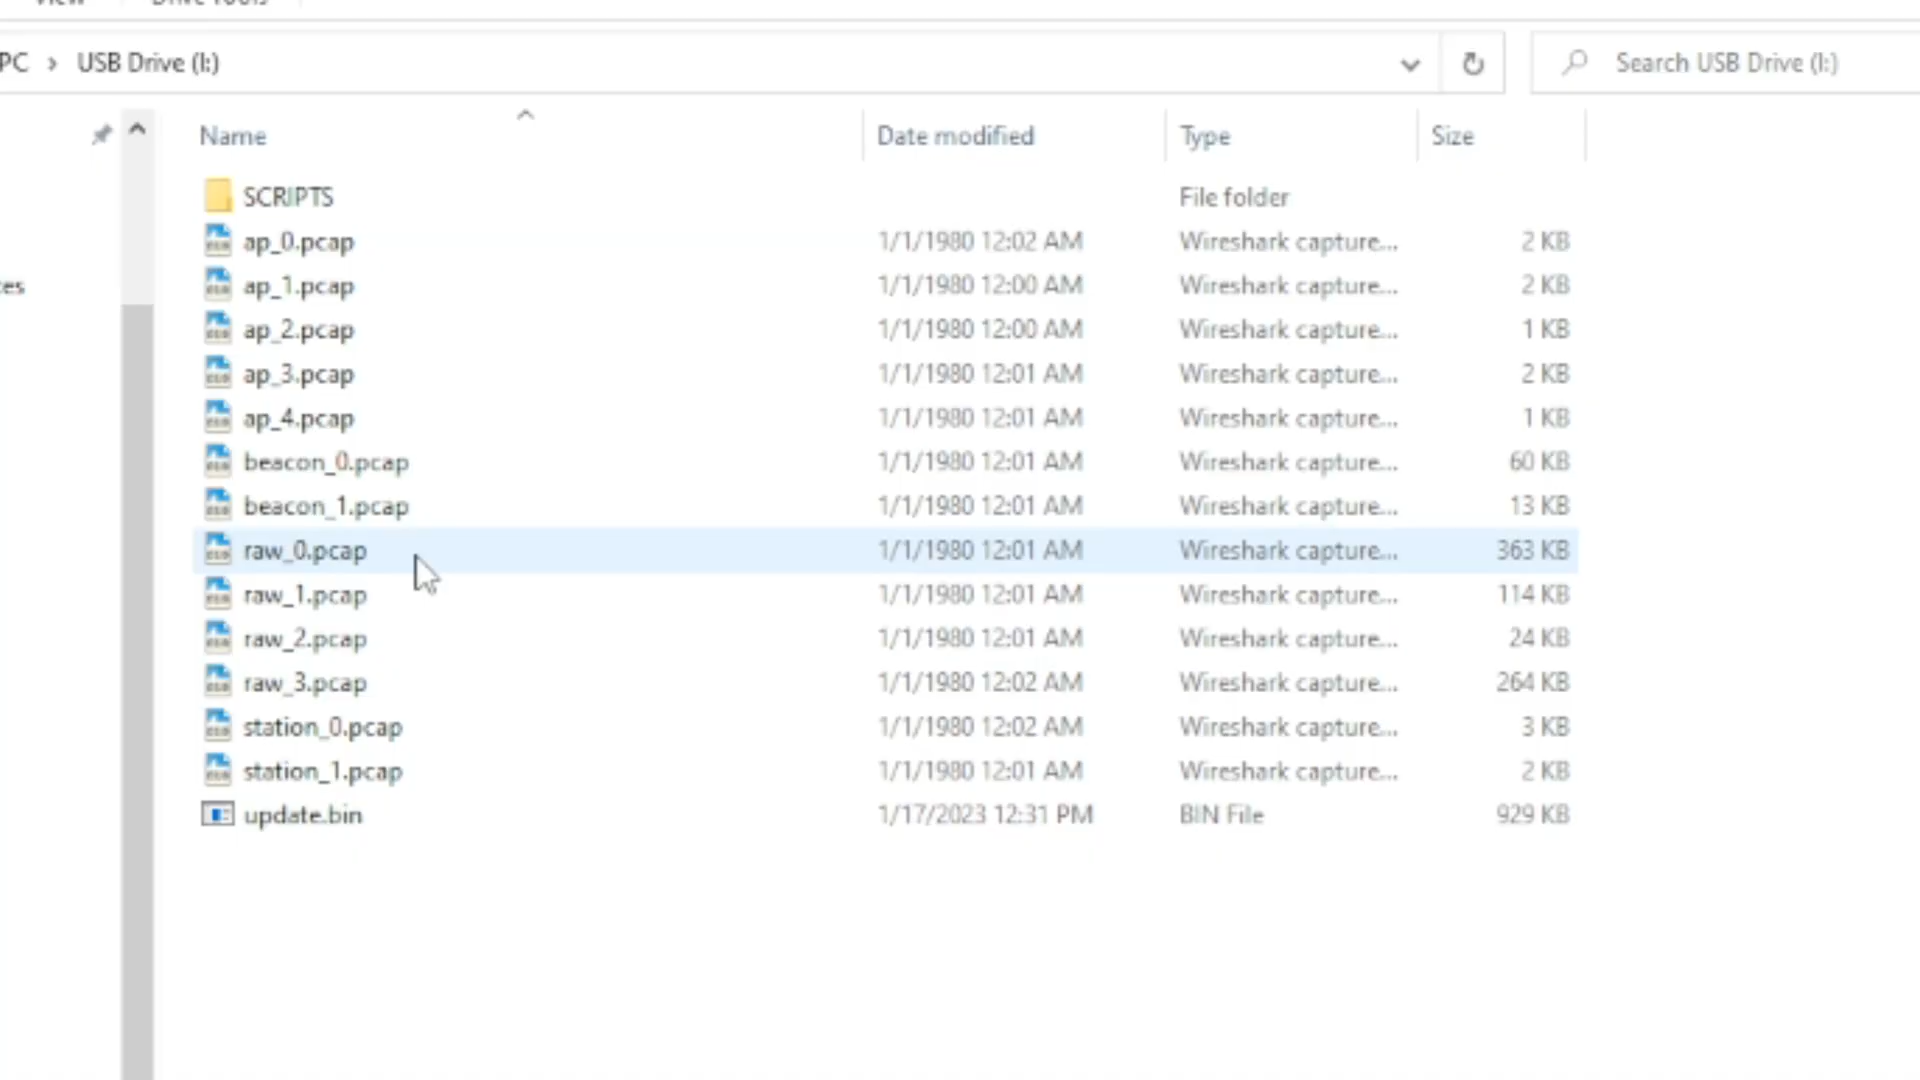 View Drive Tools
PC > USB Drive (I:)
Search USB Drive (I:)
Name Date modified Type Size
SCRIPTS File folder
ap_0.pcap 1/1/1980 12:02 AM Wireshark capture... 2 KB
ap_1.pcap 1/1/1980 12:00 AM Wireshark capture... 2 KB
ap_2.pcap 1/1/1980 12:00 AM Wireshark capture... 1 KB
ap_3.pcap 1/1/1980 12:01 AM Wireshark capture... 2 KB
ap_4.pcap 1/1/1980 12:01 AM Wireshark capture... 1 KB
beacon_0.pcap 1/1/1980 12:01 AM Wireshark capture... 60 KB
beacon_1.pcap 1/1/1980 12:01 AM Wireshark capture... 13 KB
raw_0.pcap 1/1/1980 12:01 AM Wireshark capture... 363 KB
raw_1.pcap 1/1/1980 12:01 AM Wireshark capture... 114 KB
raw_2.pcap 1/1/1980 12:01 AM Wireshark capture... 24 KB
raw_3.pcap 1/1/1980 12:02 AM Wireshark capture... 264 KB
station_0.pcap 1/1/1980 12:02 AM Wireshark capture... 3 KB
station_1.pcap 1/1/1980 12:01 AM Wireshark capture... 2 KB
update.bin 1/17/2023 12:31 PM BIN File 929 KB